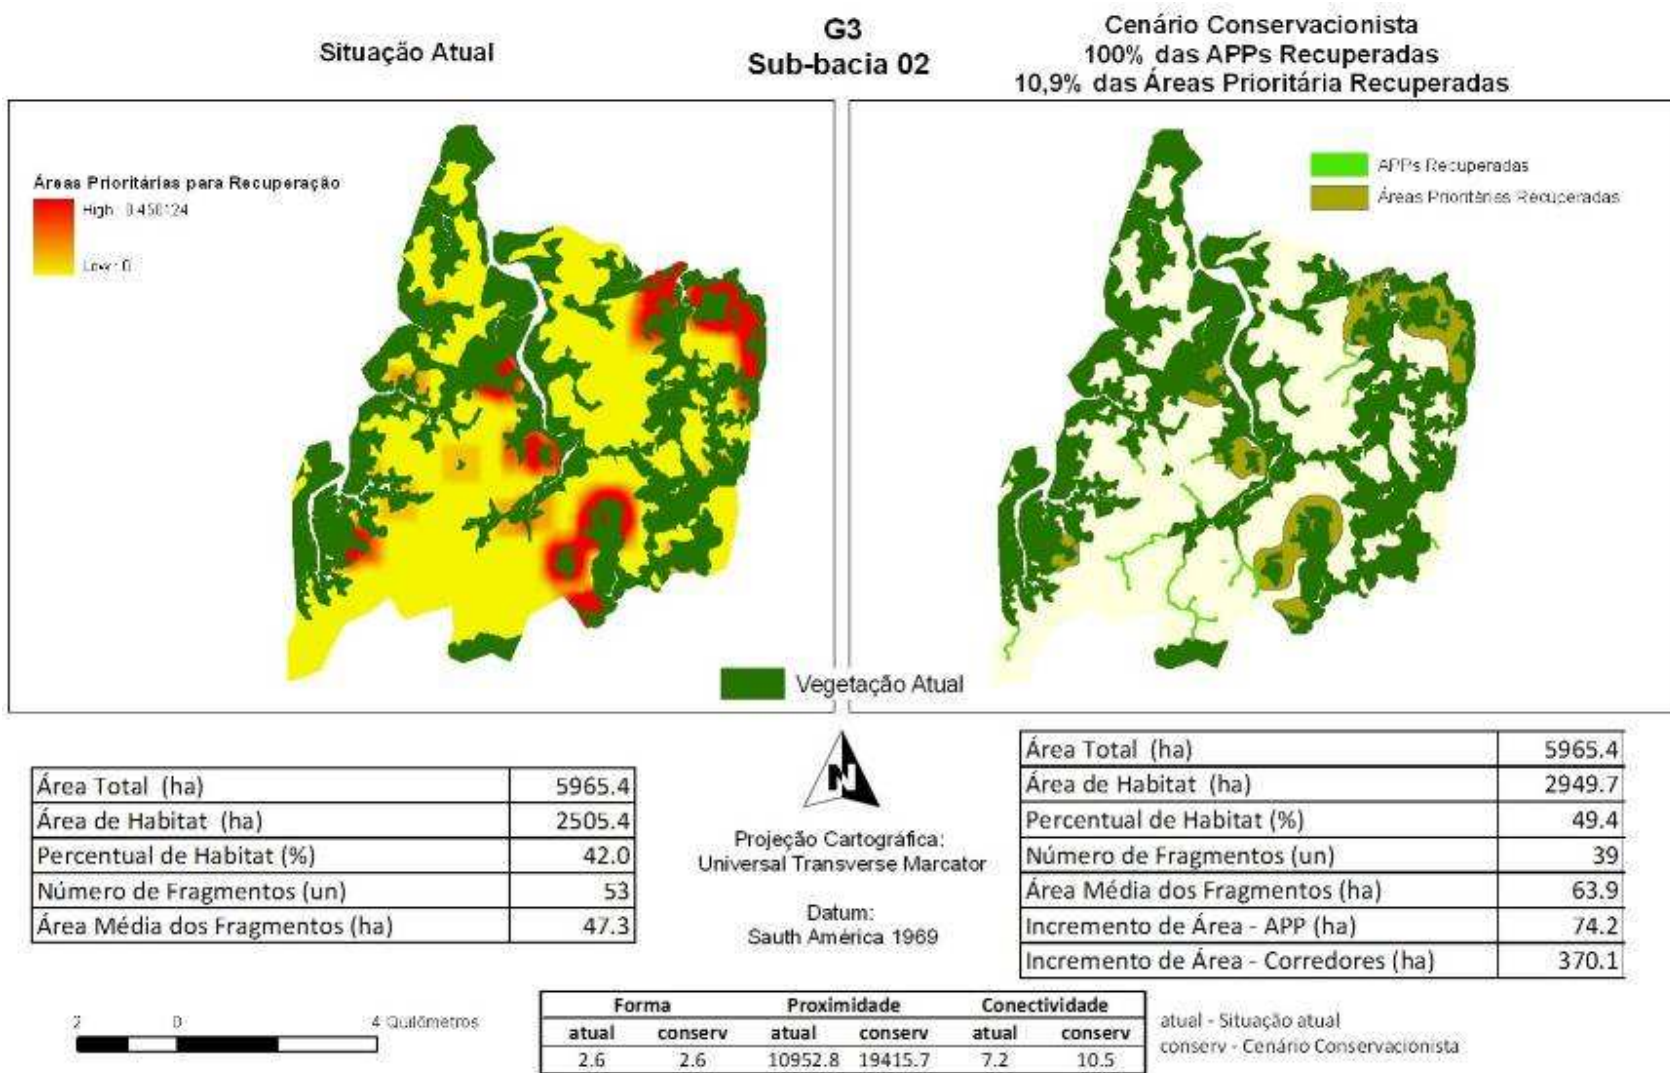 Situação Atual
G3
Sub-bacia 02
Cenário Conservacionista
100% das APPs Recuperadas
10,9% das Áreas Prioritária Recuperadas
Áreas Prioritárias para Recuperação
High :
Low : 0
APPs Recuperadas
Áreas Prioritárias Recuperadas
Vegetação Atual
Área Total (ha) 5965.4
Área de Habitat (ha) 2505.4
Percentual de Habitat (%) 42.0
Número de Fragmentos (un) 53
Área Média dos Fragmentos (ha) 47.3
N
Projeção Cartográfica:
Universal Transverse Marcator
Datum:
Sauth América 1969
Área Total (ha) 5965.4
Área de Habitat (ha) 2949.7
Percentual de Habitat (%) 49.4
Número de Fragmentos (un) 39
Área Média dos Fragmentos (ha) 63.9
Incremento de Área - APP (ha) 74.2
Incremento de Área - Corredores (ha) 370.1
2 0 4 Quilômetros
Forma Proximidade Conectividade
atual conserv atual conserv atual conserv
2.6 2.6 10952.8 19415.7 7.2 10.5
atual - Situação atual
conserv - Cenário Conservacionista